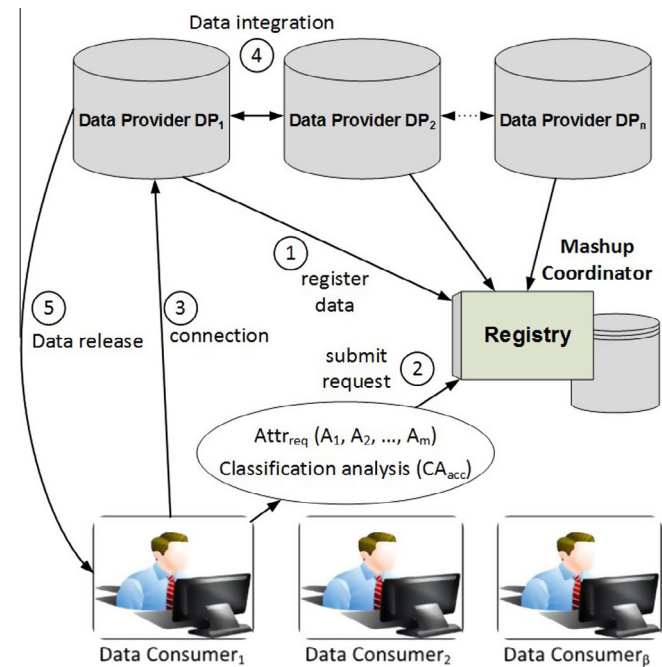 Data integration
4
Data Provider DP₁
Data Provider DP₂
Data Provider DPₙ
1
register
data
Mashup
Coordinator
5
Data release
3
connection
Registry
submit
request
2
Attrᵣₑq (A₁, A₂, ..., Aₘ)
Classification analysis (CAₐcc)
Data Consumer₁
Data Consumer₂
Data Consumerᵦ